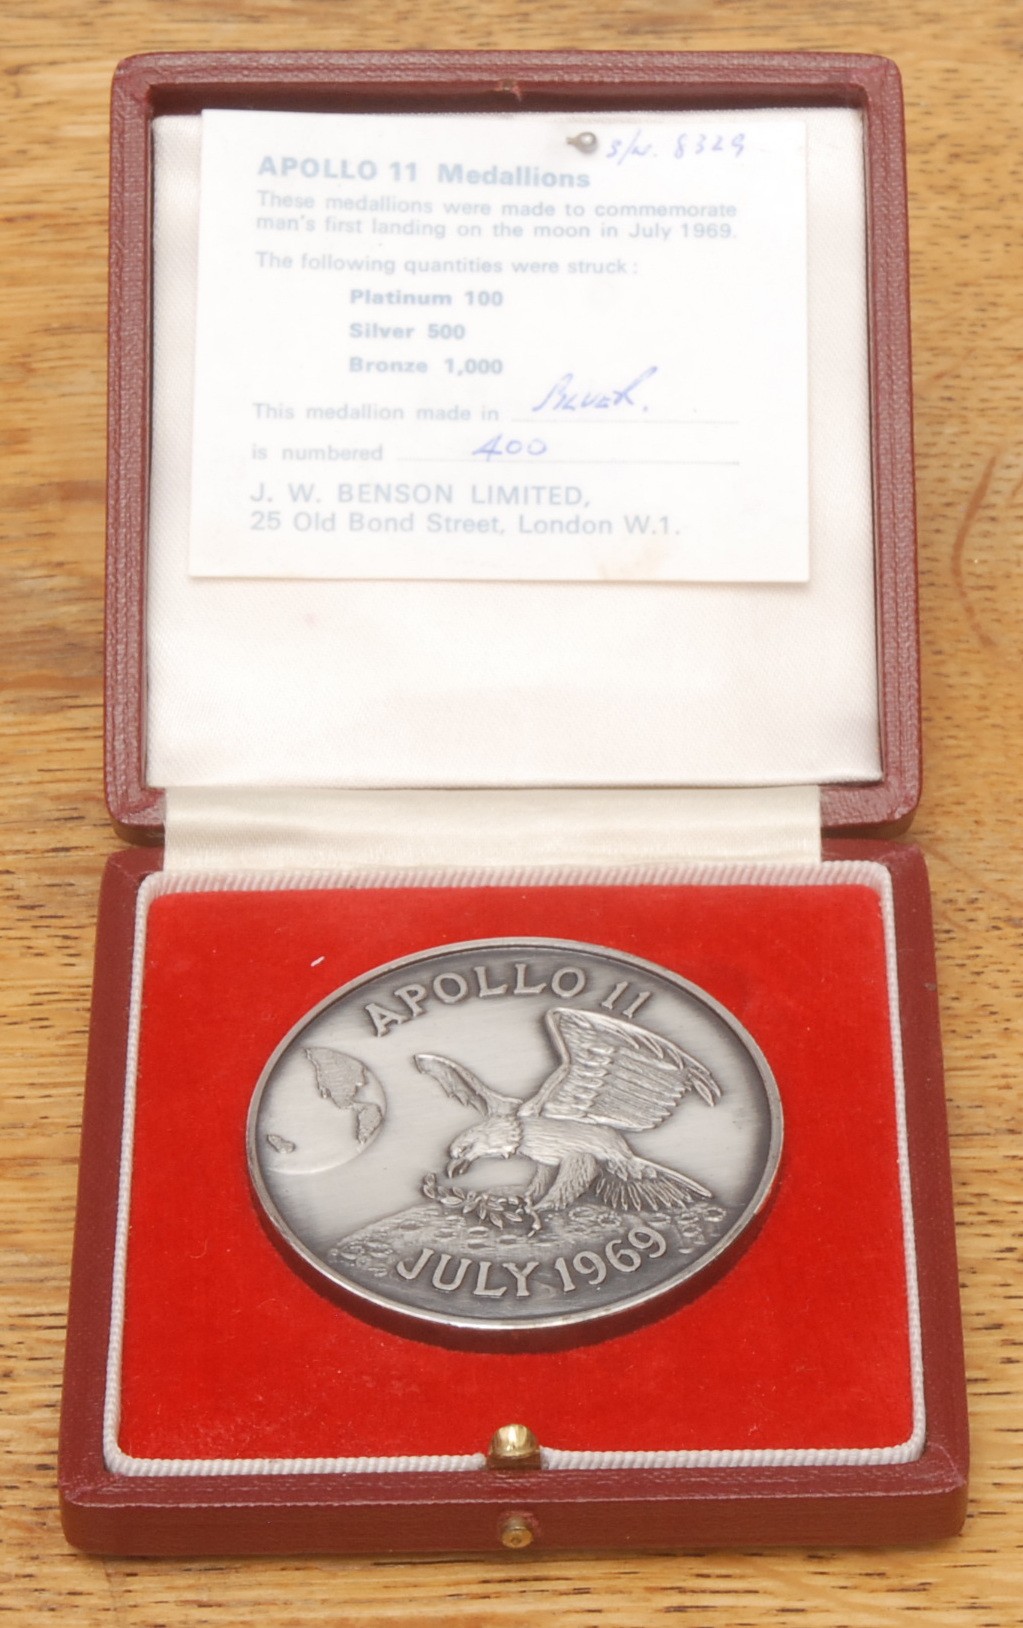 s/n. 8329
APOLLO 11 Medallions
These medallions were made to commemorate
man's first landing on the moon in July 1969.
The following quantities were struck:
Platinum 100
Silver 500
Bronze 1,000
This medallion made in Silver.
is numbered 400
J. W. BENSON LIMITED,
25 Old Bond Street, London W.1.
APOLLO 11
JULY 1969